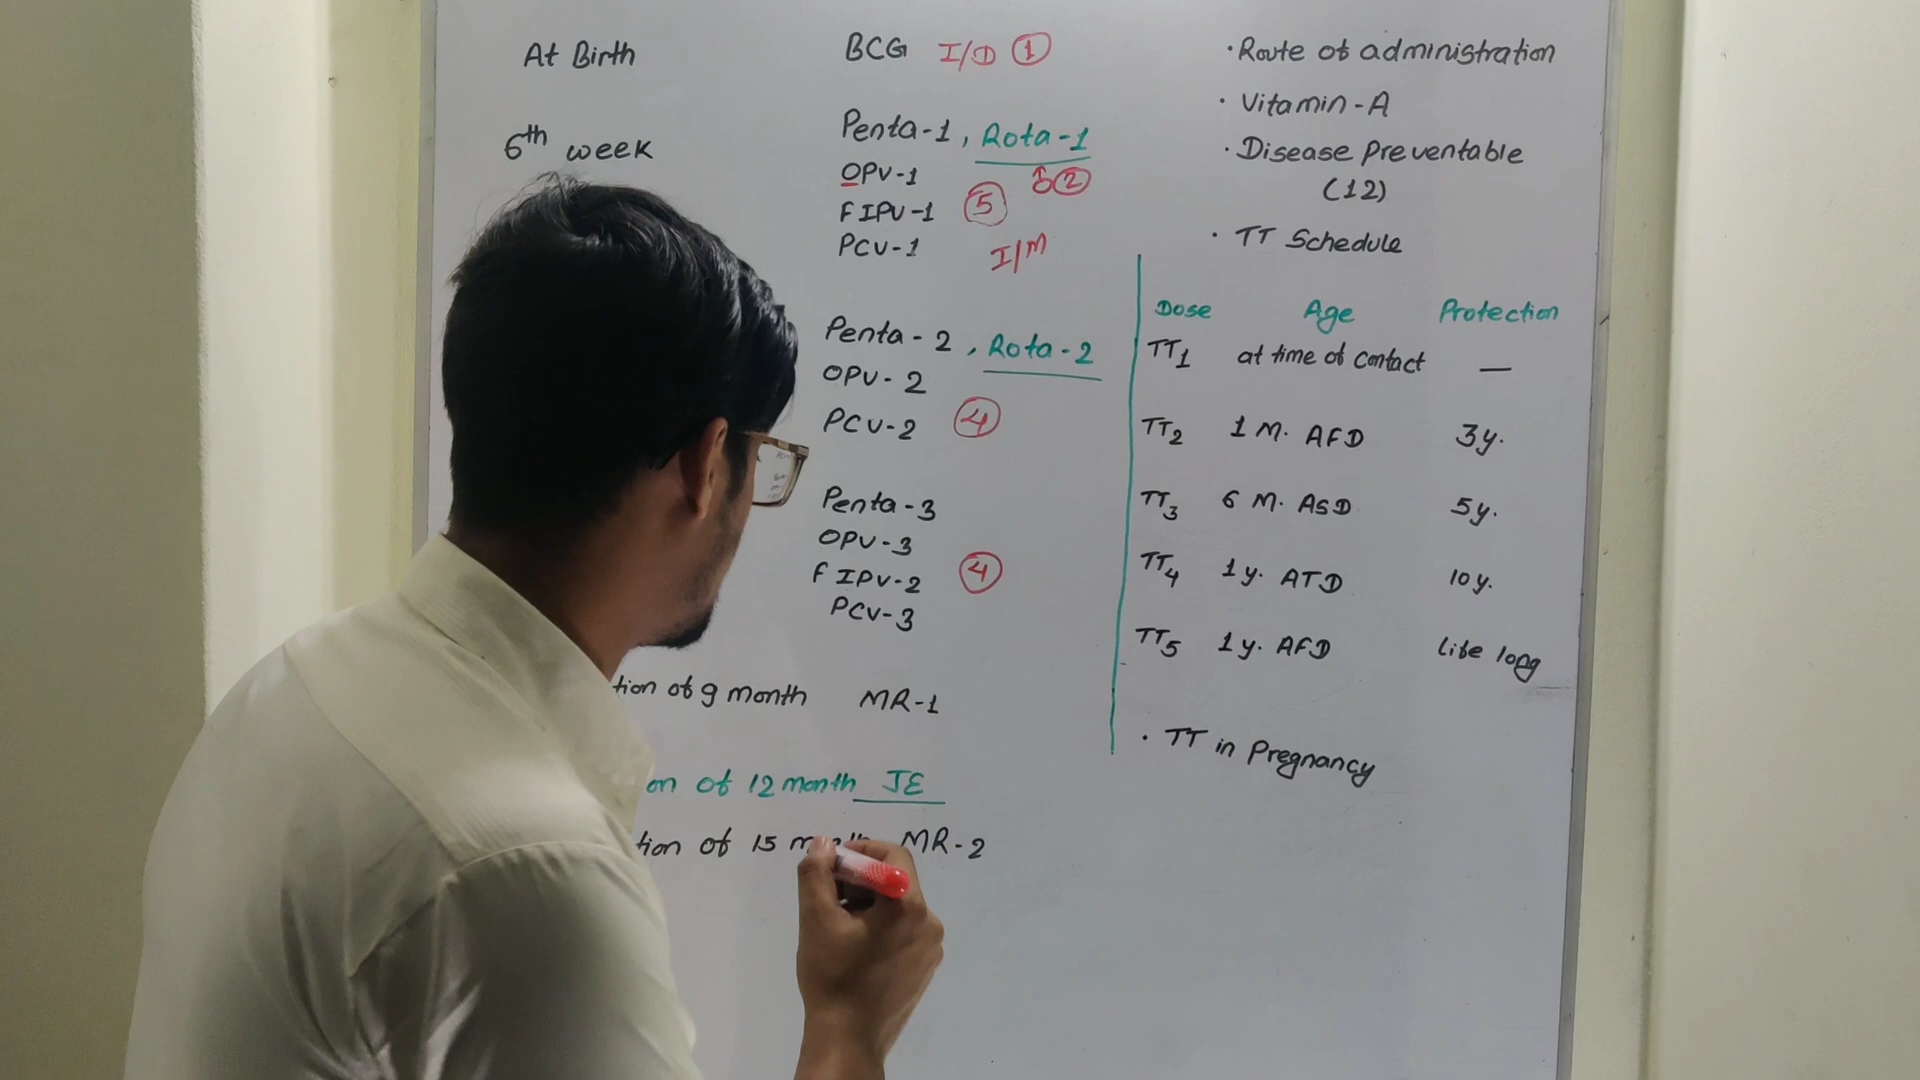 At Birth BCG I/D 1
6th week Penta-1, Rota-1
OPV-1 2
FIPV-1 5
PCV-1 I/M
Penta-2, Rota-2
OPV-2
PCV-2 4
Penta-3
OPV-3
FIPV-2 4
PCV-3
tion of 9 month MR-1
on of 12 month JE
tion of 15 MR-2
• Route of administration
• Vitamin-A
• Disease Preventable
(12)
• TT Schedule
Dose Age Protection
TT1 at time of contact —
TT2 1 M. AFD 3y.
TT3 6 M. ASD 5y.
TT4 1y. ATD 10y.
TT5 1y. AFD life long
• TT in Pregnancy